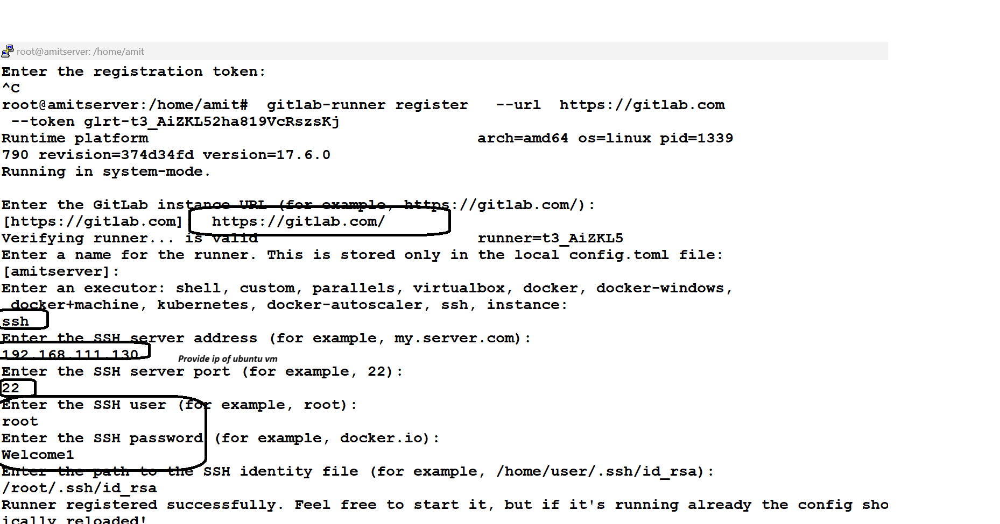 root@amitserver: /home/amit
Enter the registration token:
^C
root@amitserver:/home/amit#  gitlab-runner register   --url  https://gitlab.com
 --token glrt-t3_AiZKL52ha819VcRszsKj
Runtime platform                                    arch=amd64 os=linux pid=1339
790 revision=374d34fd version=17.6.0
Running in system-mode.
Enter the GitLab instance URL (for example, https://gitlab.com/):
[https://gitlab.com]   https://gitlab.com/
Verifying runner... is valid                        runner=t3_AiZKL5
Enter a name for the runner. This is stored only in the local config.toml file:
[amitserver]:
Enter an executor: shell, custom, parallels, virtualbox, docker, docker-windows,
 docker+machine, kubernetes, docker-autoscaler, ssh, instance:
ssh
Enter the SSH server address (for example, my.server.com):
192.168.111.130
Provide ip of ubuntu vm
Enter the SSH server port (for example, 22):
22
Enter the SSH user (for example, root):
root
Enter the SSH password (for example, docker.io):
Welcome1
Enter the path to the SSH identity file (for example, /home/user/.ssh/id_rsa):
/root/.ssh/id_rsa
Runner registered successfully. Feel free to start it, but if it's running already the config sho
ically reloaded!